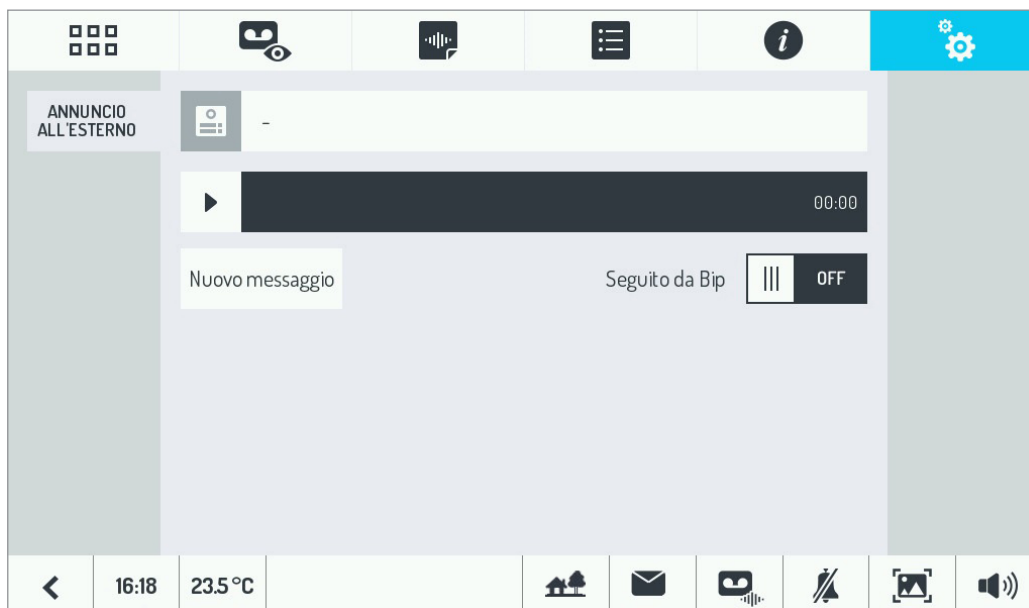 ANNUNCIO
ALL'ESTERNO
-
00:00
Nuovo messaggio
Seguito da Bip
OFF
16:18
23.5 °C